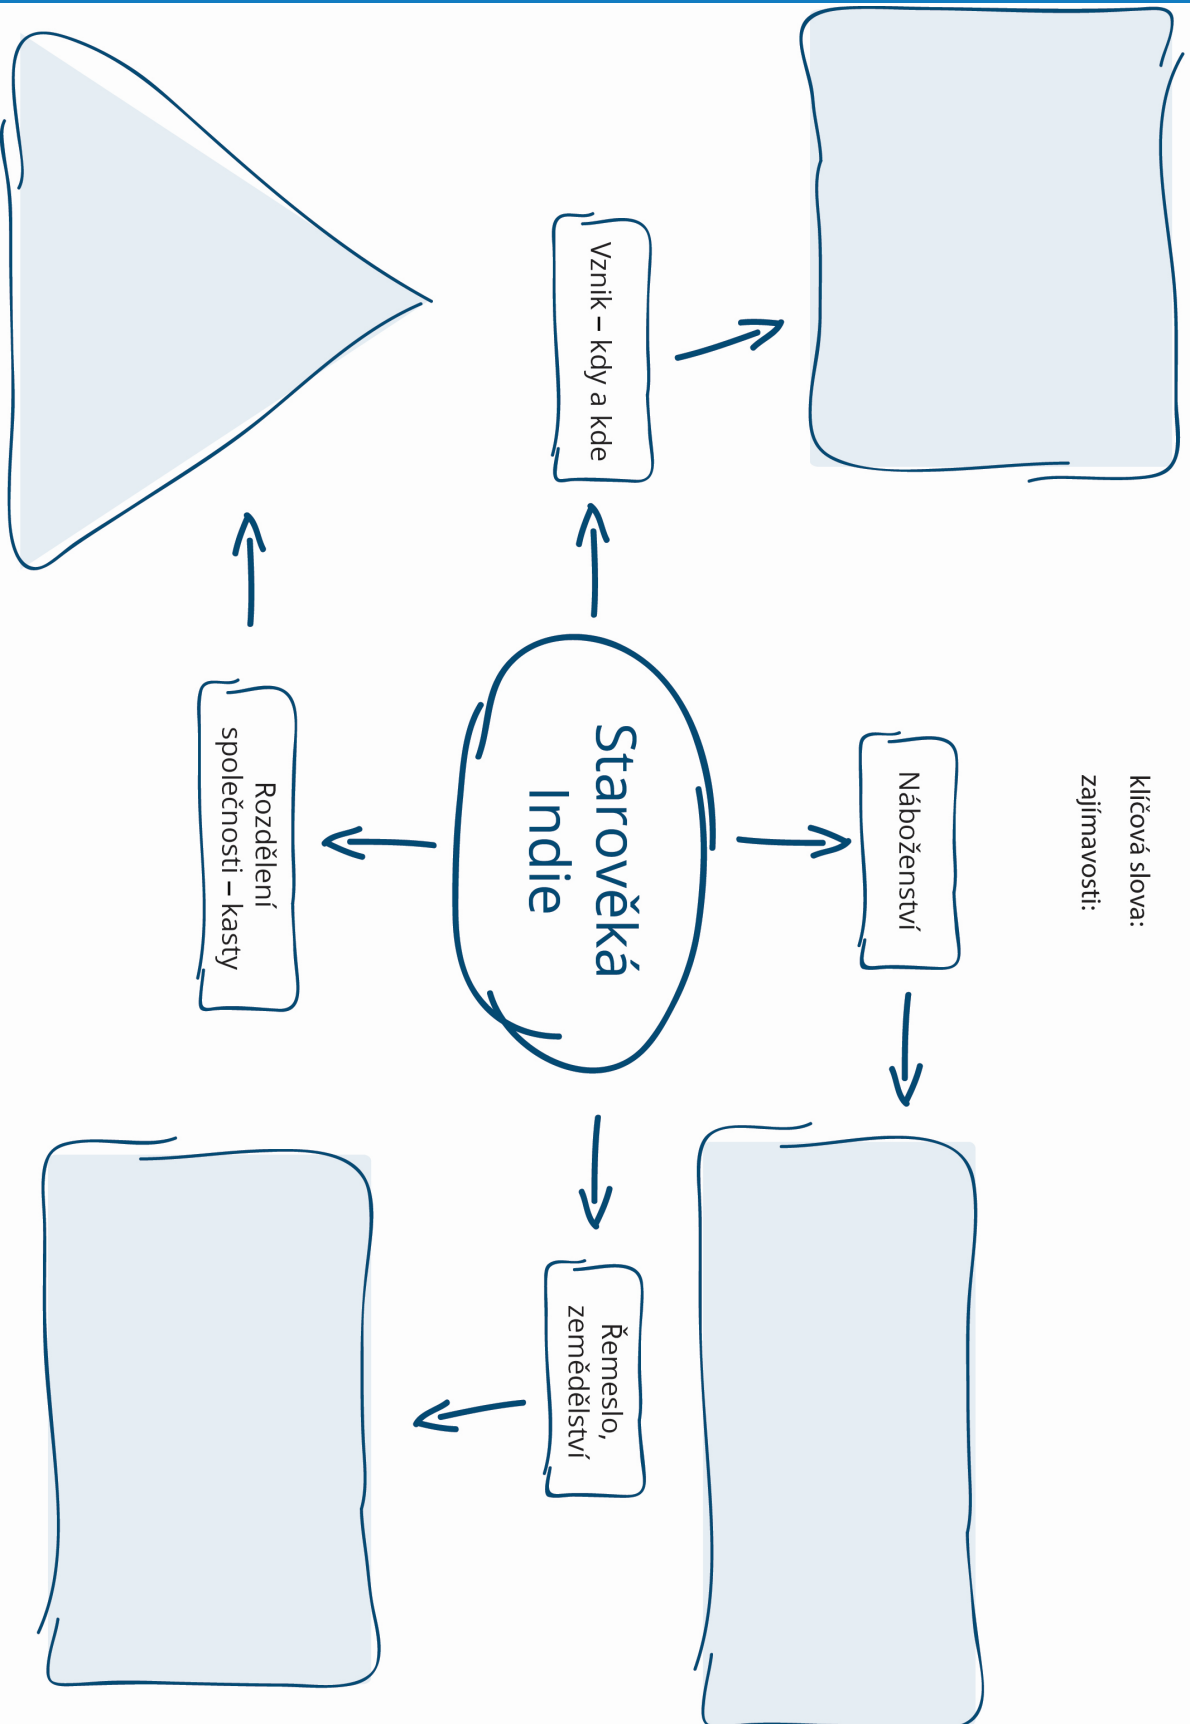 klíčová slova:
zajímavosti:
Náboženství
Vznik – kdy a kde
Starověká
Indie
Řemeslo,
zemědělství
Rozdělení
společnosti – kasty